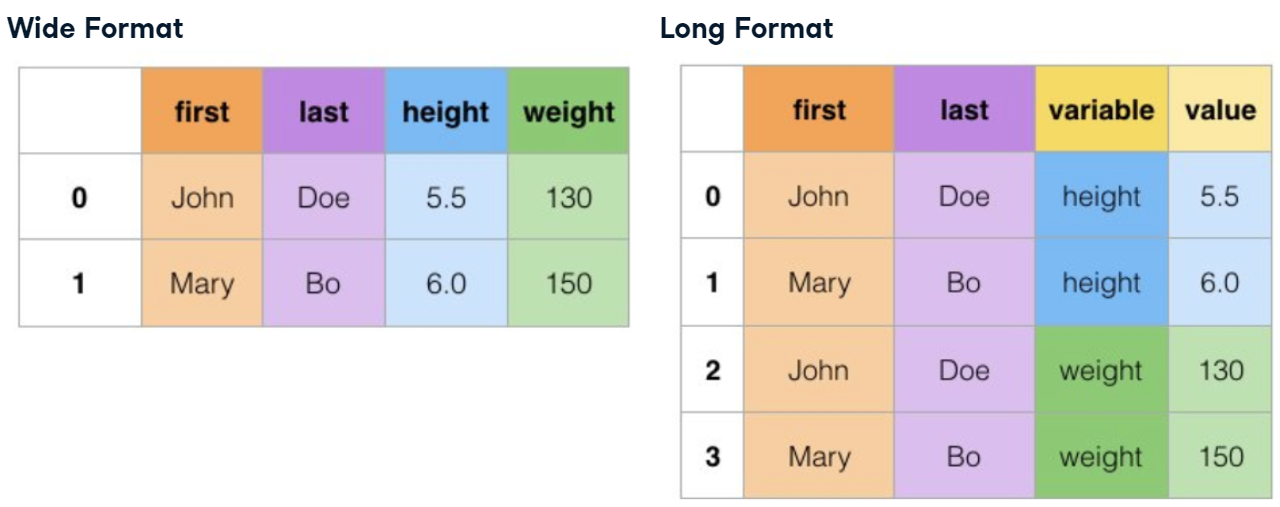 Wide Format
first last height weight
0 John Doe 5.5 130
1 Mary Bo 6.0 150
Long Format
first last variable value
0 John Doe height 5.5
1 Mary Bo height 6.0
2 John Doe weight 130
3 Mary Bo weight 150